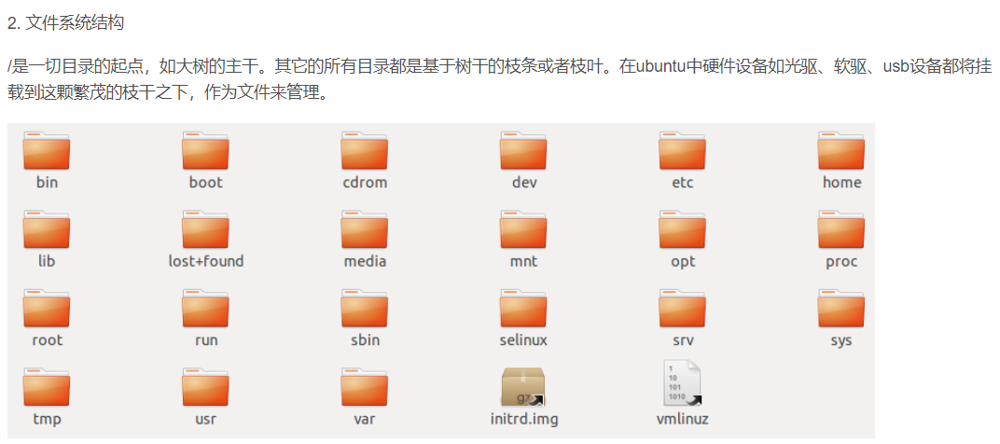 2. 文件系统结构
/是一切目录的起点，如大树的主干。其它的所有目录都是基于树干的枝条或者枝叶。在ubuntu中硬件设备如光驱、软驱、usb设备都将挂
载到这颗繁茂的枝干之下，作为文件来管理。
bin boot cdrom dev etc home
lib lost+found media mnt opt proc
root run sbin selinux srv sys
gz
1
10
101
1010
tmp usr var initrd.img vmlinuz